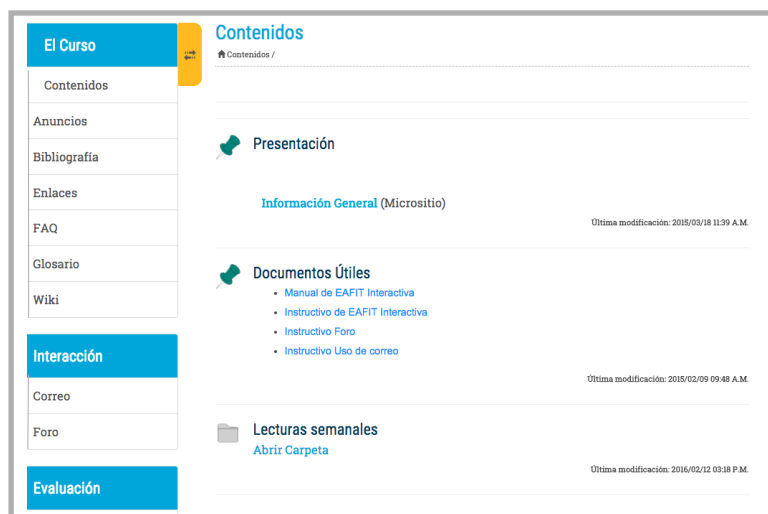 El Curso
Contenidos
Anuncios
Bibliografía
Enlaces
FAQ
Glosario
Wiki
Interacción
Correo
Foro
Evaluación
Contenidos
Contenidos /
Presentación
Información General (Micrositio)
Última modificación: 2015/03/18 11:39 A.M.
Documentos Útiles
Manual de EAFIT Interactiva
Instructivo de EAFIT Interactiva
Instructivo Foro
Instructivo Uso de correo
Última modificación: 2015/02/09 09:48 A.M.
Lecturas semanales
Abrir Carpeta
Última modificación: 2016/02/12 03:18 P.M.